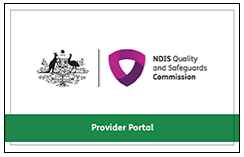 NDIS Quality
and Safeguards
Commission
Provider Portal